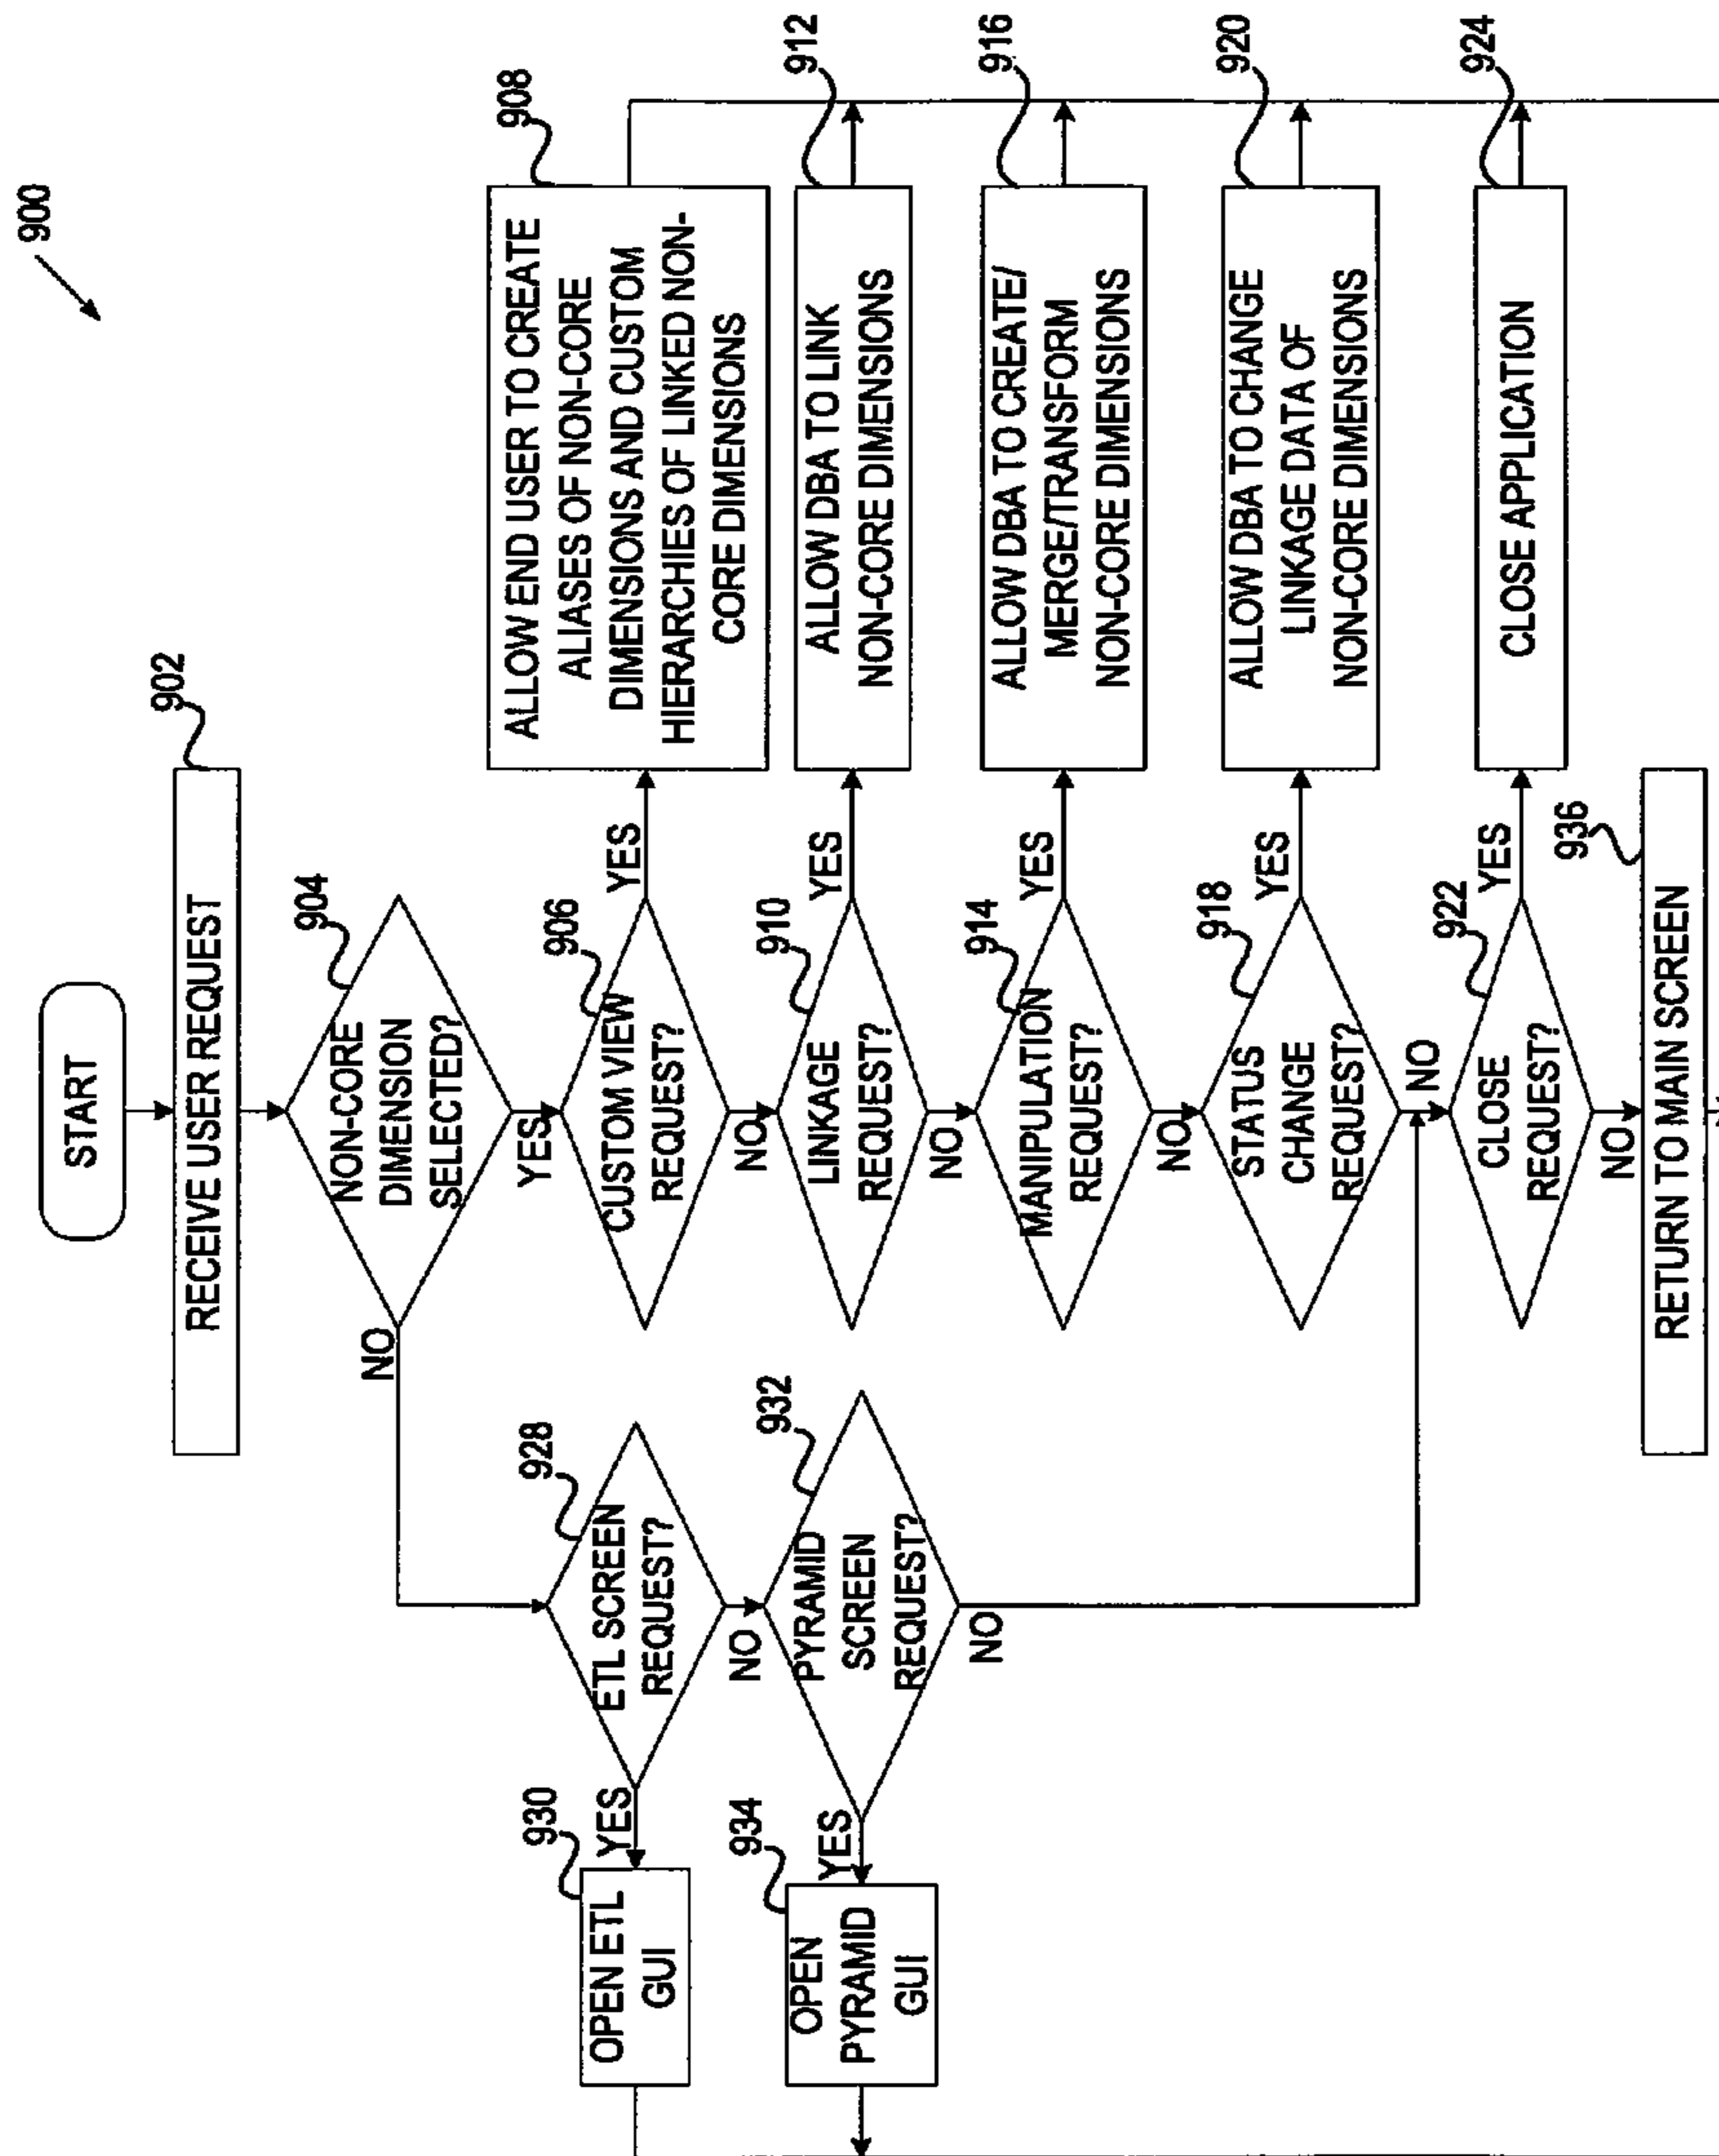 900
START
902
RECEIVE USER REQUEST
904
NON-CORE
DIMENSION
SELECTED?
NO
YES
906
CUSTOM VIEW
REQUEST?
YES
908
ALLOW END USER TO CREATE
ALIASES OF NON-CORE
DIMENSIONS AND CUSTOM
HIERARCHIES OF LINKED NON-
CORE DIMENSIONS
NO
910
LINKAGE
REQUEST?
YES
912
ALLOW DBA TO LINK
NON-CORE DIMENSIONS
NO
914
MANIPULATION
REQUEST?
YES
916
ALLOW DBA TO CREATE/
MERGE/TRANSFORM
NON-CORE DIMENSIONS
NO
918
STATUS
CHANGE
REQUEST?
YES
920
ALLOW DBA TO CHANGE
LINKAGE DATA OF
NON-CORE DIMENSIONS
NO
922
CLOSE
REQUEST?
YES
924
CLOSE APPLICATION
NO
936
RETURN TO MAIN SCREEN
928
ETL SCREEN
REQUEST?
YES
930
OPEN ETL
GUI
NO
932
PYRAMID
SCREEN
REQUEST?
YES
934
OPEN
PYRAMID
GUI
NO